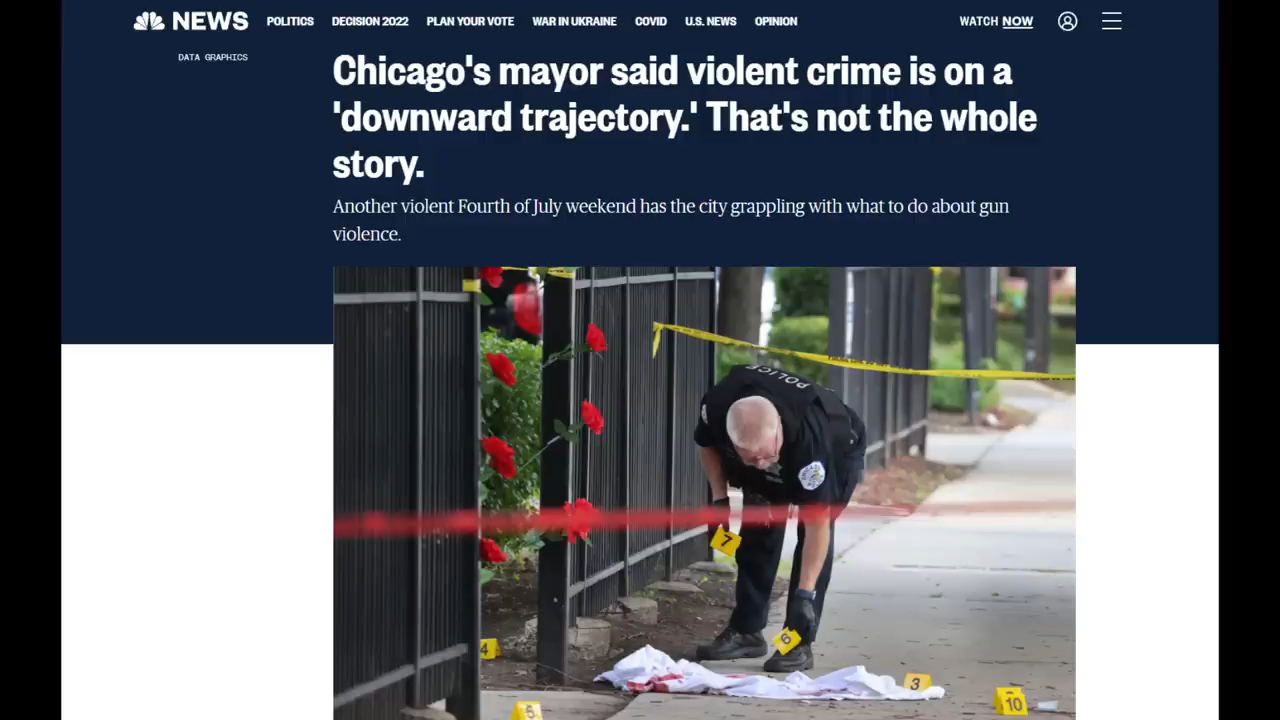 NEWS POLITICS DECISION 2022 PLAN YOUR VOTE WAR IN UKRAINE COVID U.S. NEWS OPINION WATCH NOW
DATA GRAPHICS
Chicago's mayor said violent crime is on a
'downward trajectory.' That's not the whole
story.
Another violent Fourth of July weekend has the city grappling with what to do about gun
violence.
POLICE
7
6
4
3
10
5